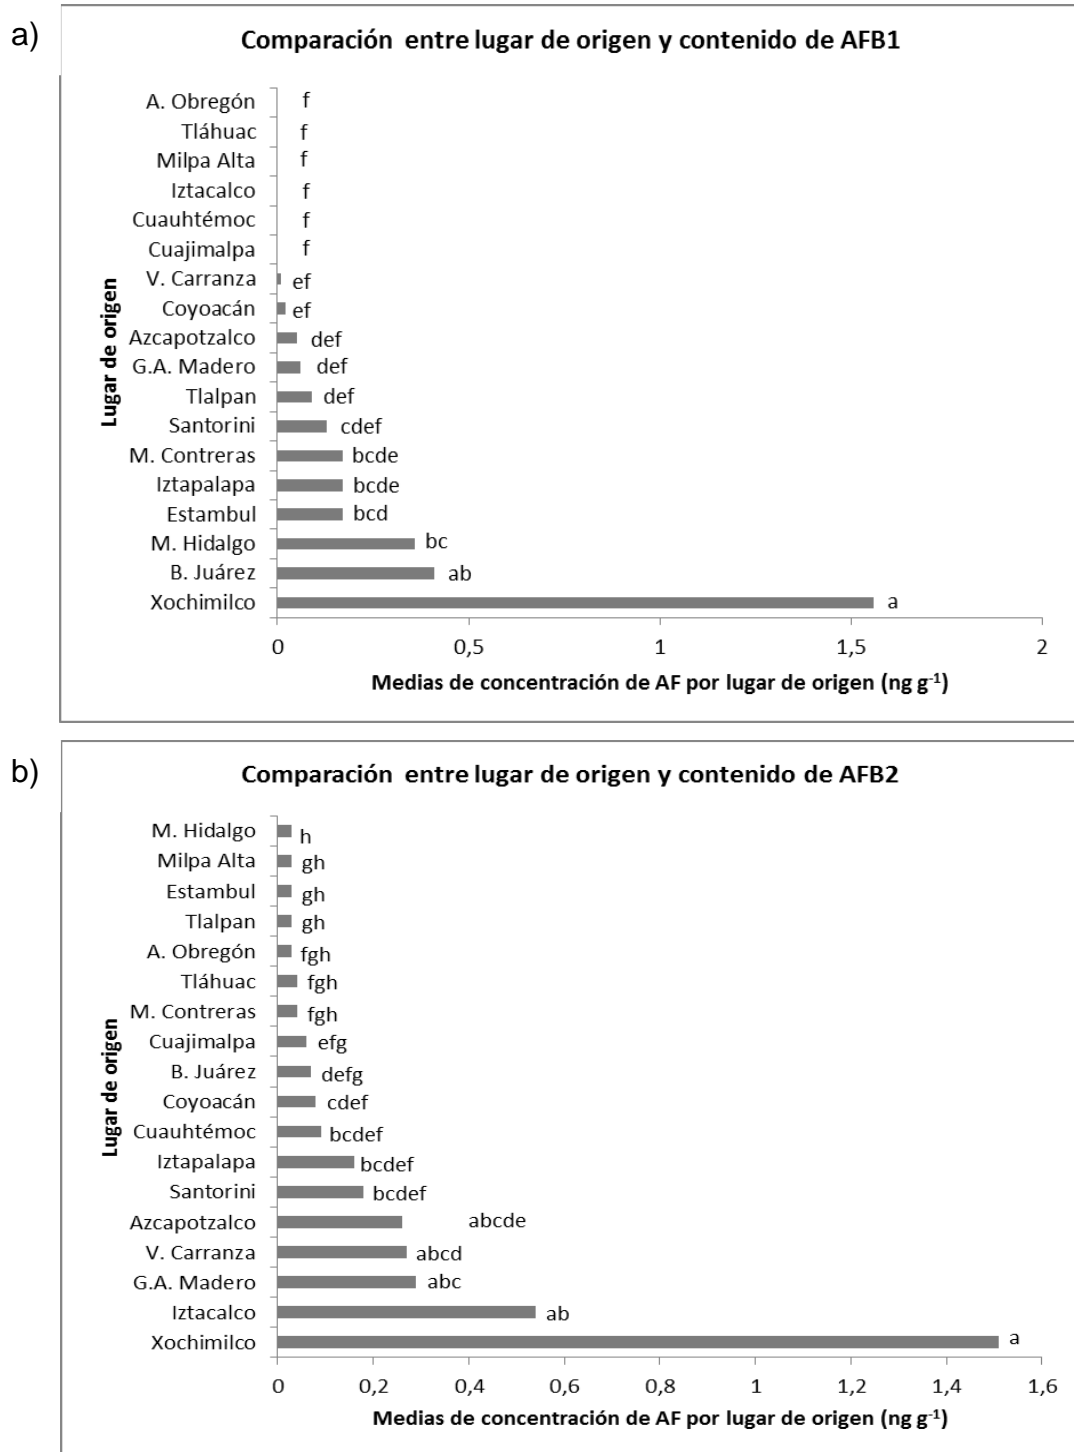 a)
Comparación entre lugar de origen y contenido de AFB1
Lugar de origen
A. Obregón f
Tláhuac f
Milpa Alta f
Iztacalco f
Cuauhtémoc f
Cuajimalpa f
V. Carranza ef
Coyoacán ef
Azcapotzalco def
G.A. Madero def
Tlalpan def
Santorini cdef
M. Contreras bcde
Iztapalapa bcde
Estambul bcd
M. Hidalgo bc
B. Juárez ab
Xochimilco a
0 0,5 1 1,5 2
Medias de concentración de AF por lugar de origen (ng g-1)
b)
Comparación entre lugar de origen y contenido de AFB2
Lugar de origen
M. Hidalgo h
Milpa Alta gh
Estambul gh
Tlalpan gh
A. Obregón fgh
Tláhuac fgh
M. Contreras fgh
Cuajimalpa efg
B. Juárez defg
Coyoacán cdef
Cuauhtémoc bcdef
Iztapalapa bcdef
Santorini bcdef
Azcapotzalco abcde
V. Carranza abcd
G.A. Madero abc
Iztacalco ab
Xochimilco a
0 0,2 0,4 0,6 0,8 1 1,2 1,4 1,6
Medias de concentración de AF por lugar de origen (ng g-1)